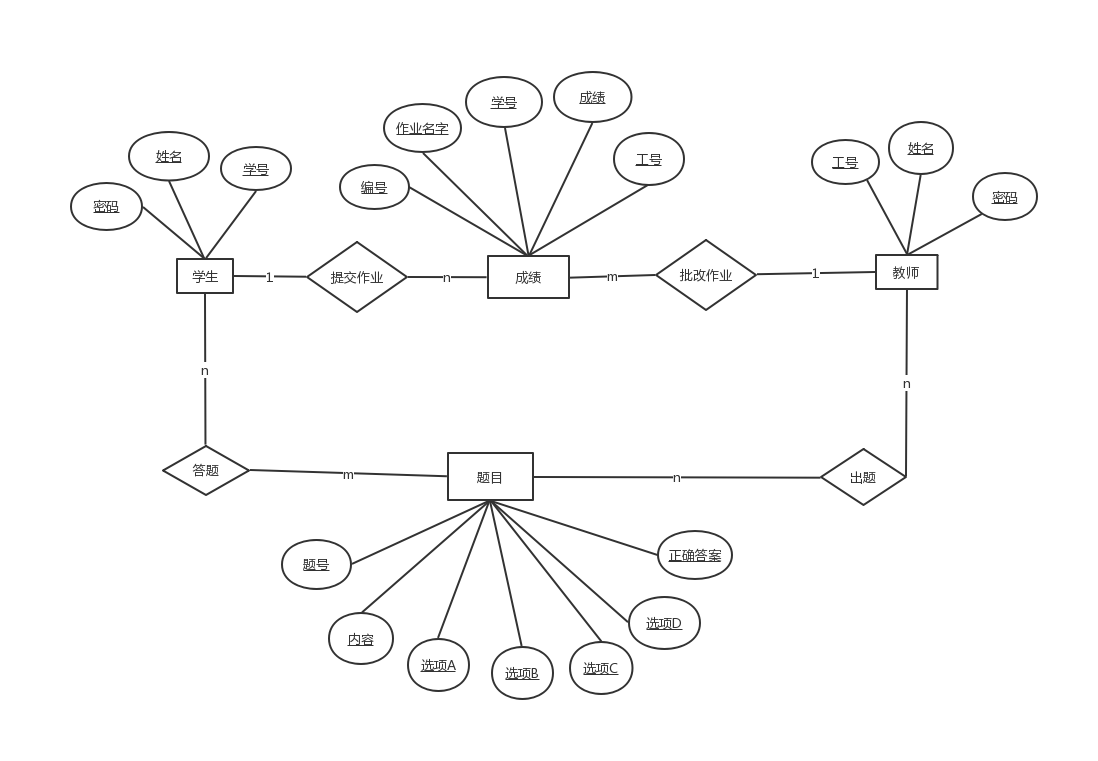 成绩
学号
作业名字
姓名
学号
工号
工号
姓名
编号
密码
密码
学生
1
提交作业
n
成绩
m
批改作业
1
教师
n
n
答题
m
题目
n
出题
题号
正确答案
内容
选项D
选项A
选项B
选项C